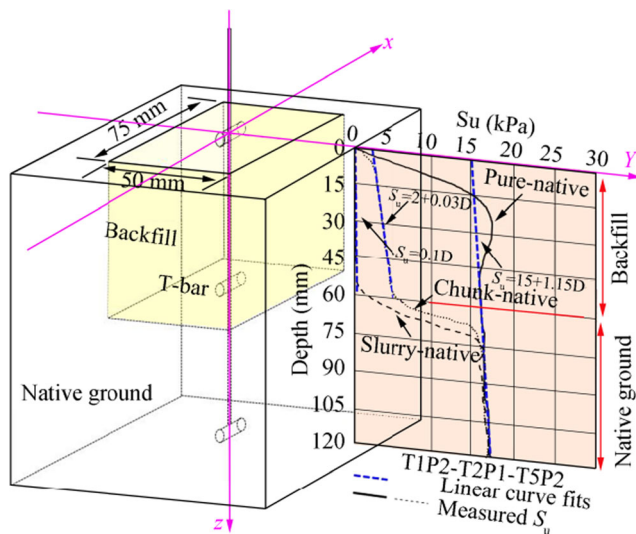 x
75 mm
50 mm
Backfill
T-bar
Native ground
z
Su (kPa)
0 5 10 15 20 25 30
Y
0
15
30
45
60
75
90
105
120
Depth (mm)
Pure-native
Su=2+0.03D
Su=0.1D
Su=15+1.15D
Chunk-native
Slurry-native
Backfill
Native ground
T1P2-T2P1-T5P2
Linear curve fits
Measured Su